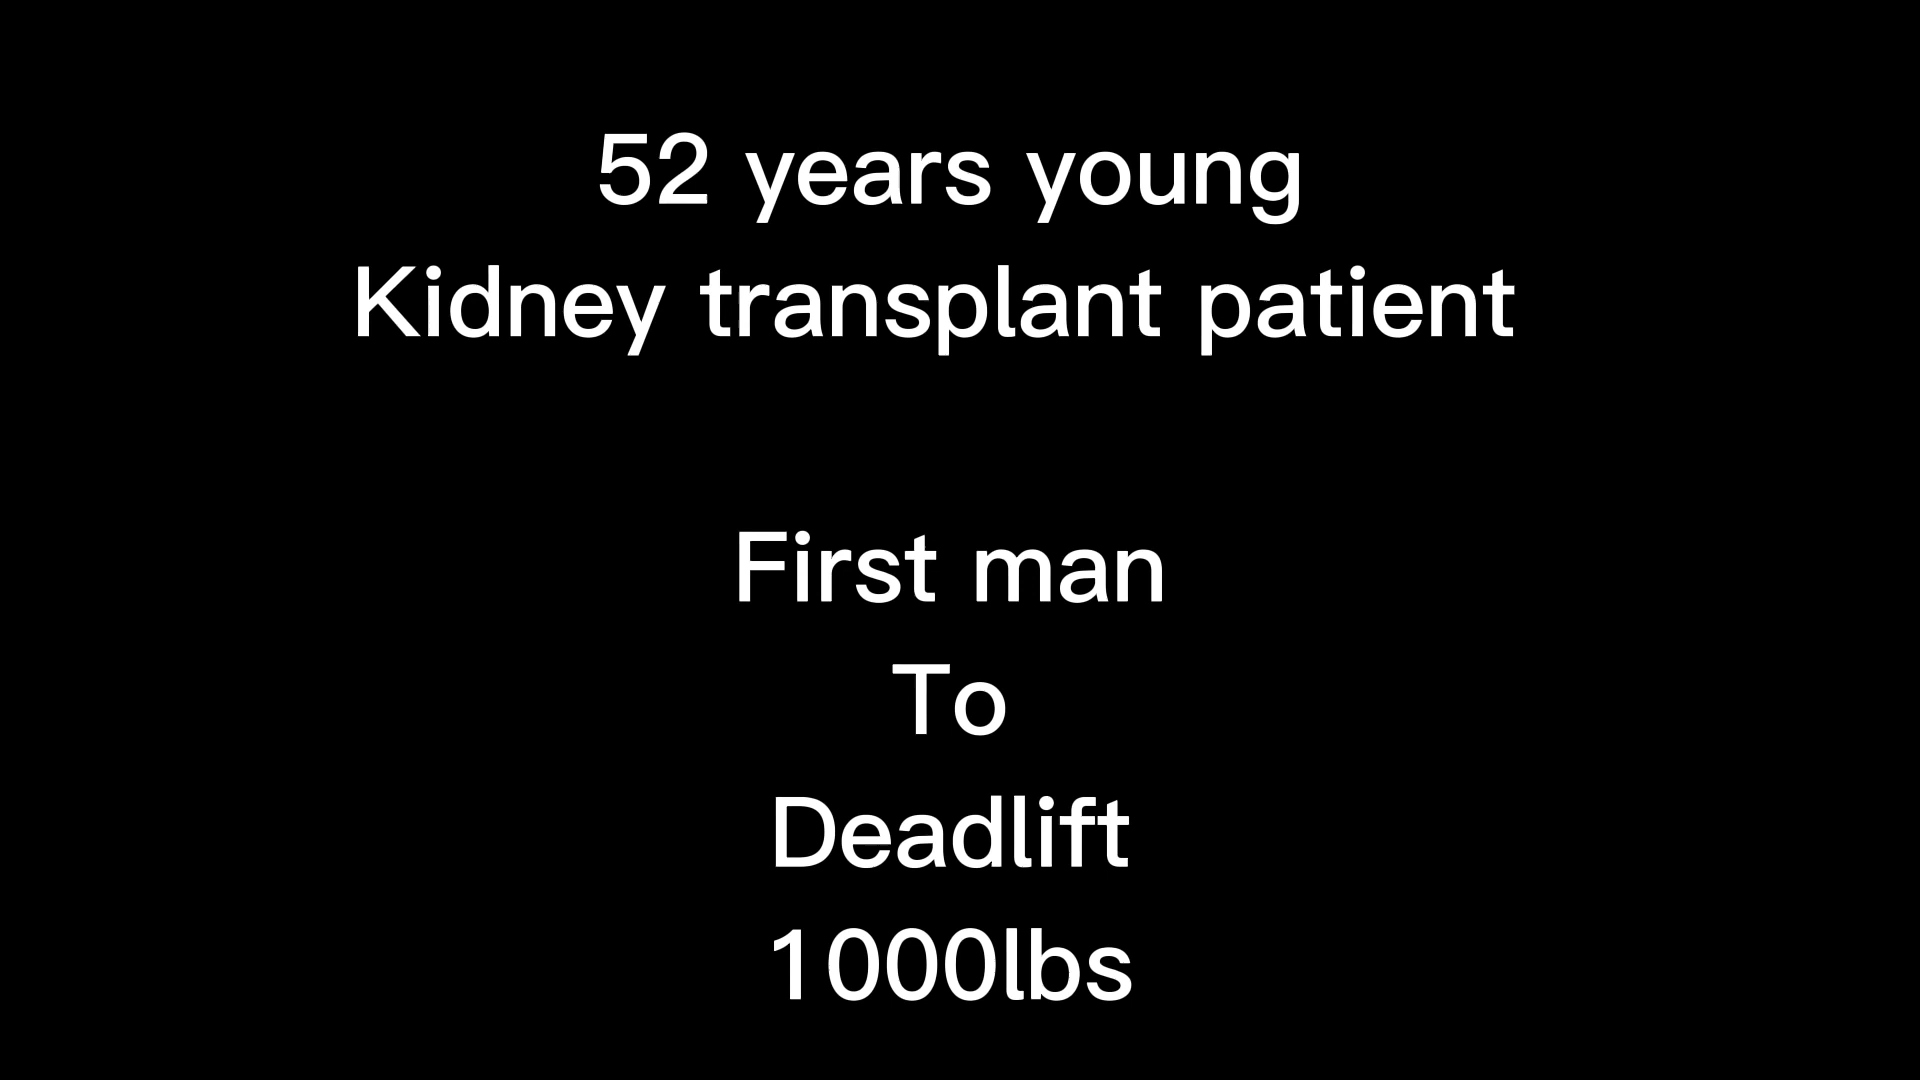 52 years young
Kidney transplant patient
First man
To
Deadlift
1000lbs